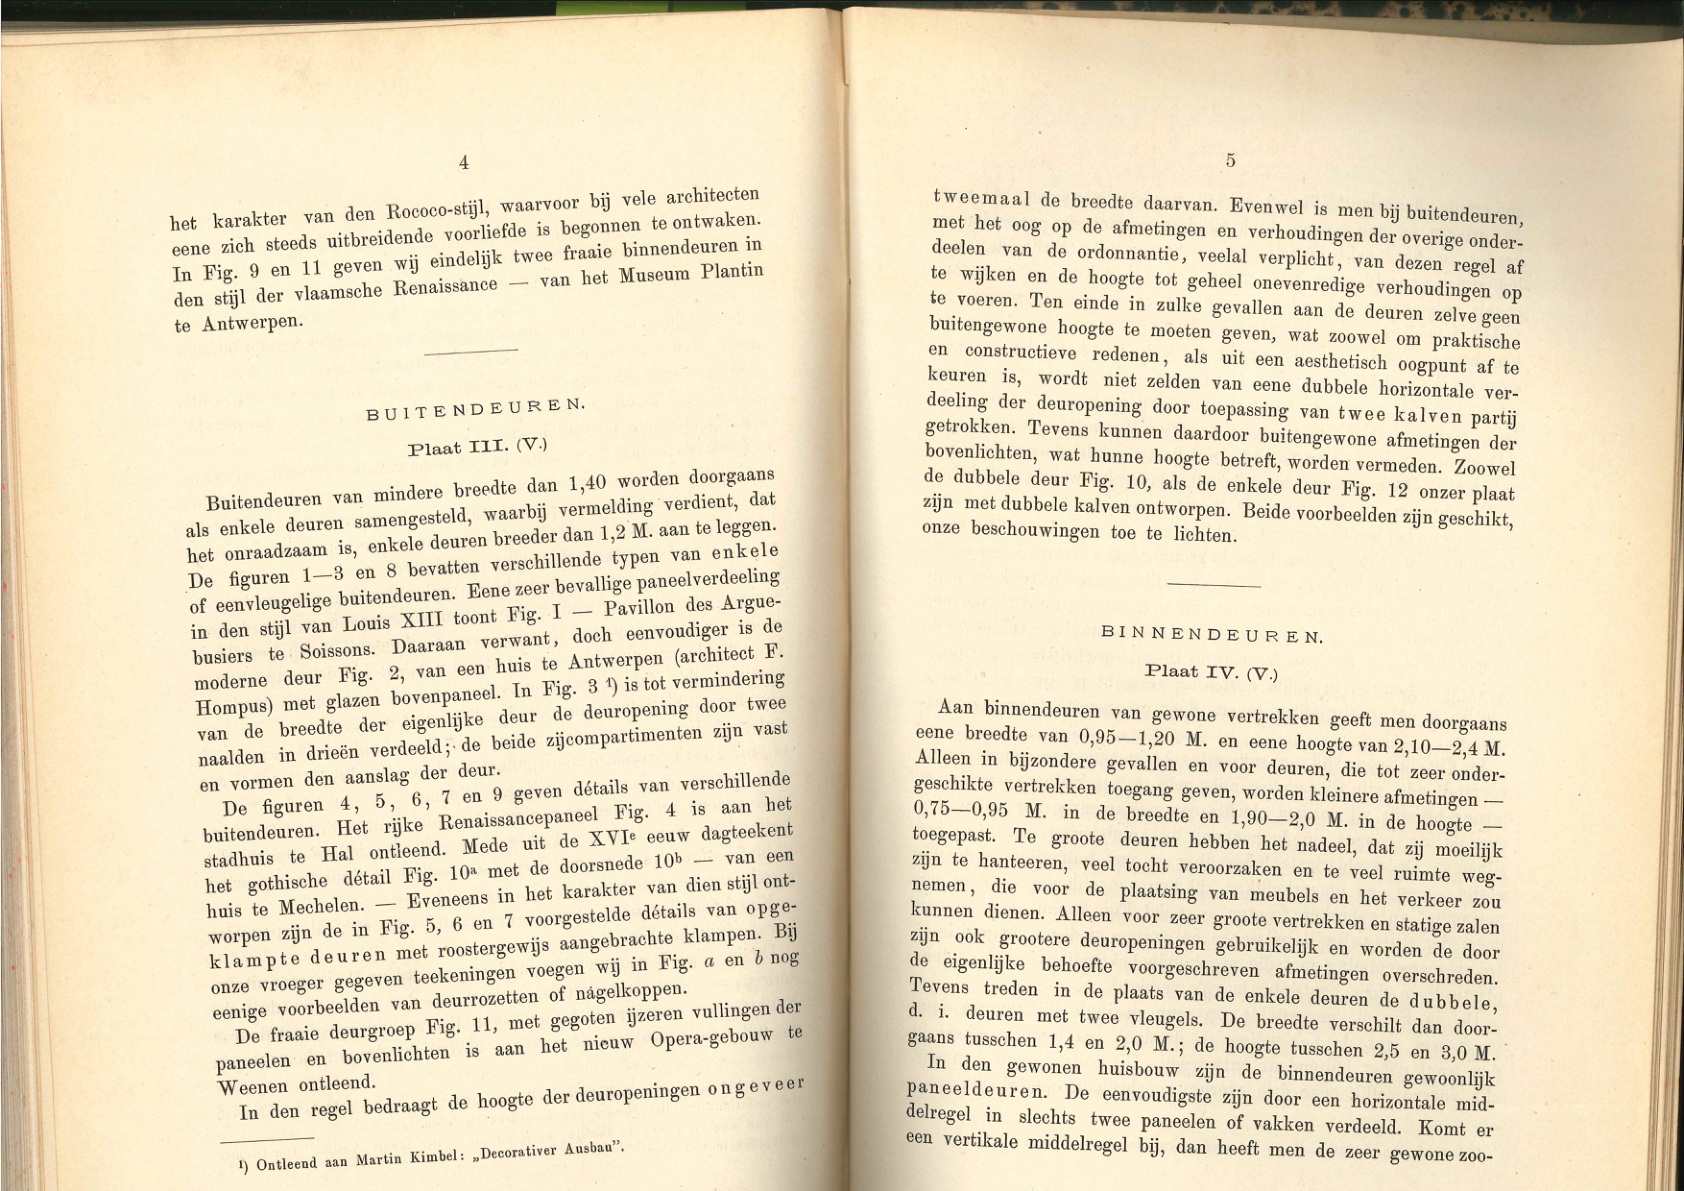 4
het karakter van den Rococo-stijl, waarvoor bij vele architecten
eene zich steeds uitbreidende voorliefde is begonnen te ontwaken.
In Fig. 9 en 11 geven wij eindelijk twee fraaie binnendeuren in
den stijl der vlaamsche Renaissance — van het Museum Plantin
te Antwerpen.
BUITENDEUREN.
Plaat III. (V.)
Buitendeuren van mindere breedte dan 1,40 worden doorgaans
als enkele deuren samengesteld, waarbij vermelding verdient, dat
het onraadzaam is, enkele deuren breeder dan 1,2 M. aan te leggen.
De figuren 1—3 en 8 bevatten verschillende typen van enkele
of eenvleugelige buitendeuren. Eene zeer bevallige paneelverdeeling
in den stijl van Louis XIII toont Fig. I — Pavillon des Argue-
busiers te Soissons. Daaraan verwant, doch eenvoudiger is de
moderne deur Fig. 2, van een huis te Antwerpen (architect F.
Hompus) met glazen bovenpaneel. In Fig. 3 ¹) is tot vermindering
van de breedte der eigenlijke deur de deuropening door twee
naalden in drieën verdeeld; de beide zijcompartimenten zijn vast
en vormen den aanslag der deur.
De figuren 4, 5, 6, 7 en 9 geven détails van verschillende
buitendeuren. Het rijke Renaissancepaneel Fig. 4 is aan het
stadhuis te Hal ontleend. Mede uit de XVIᵉ eeuw dagteekent
het gothische détail Fig. 10ᵃ met de doorsnede 10ᵇ — van een
huis te Mechelen. — Eveneens in het karakter van dien stijl ont-
worpen zijn de in Fig. 5, 6 en 7 voorgestelde détails van opge-
klampte deuren met roostergewijs aangebrachte klampen. Bij
onze vroeger gegeven teekeningen voegen wij in Fig. a en b nog
eenige voorbeelden van deurrozetten of nagelkoppen.
De fraaie deurgroep Fig. 11, met gegoten ijzeren vullingen der
paneelen en bovenlichten is aan het nieuw Opera-gebouw te
Weenen ontleend.
In den regel bedraagt de hoogte der deuropeningen ongeveer
¹) Ontleend aan Martin Kimbel: „Decorativer Ausbau”.
5
tweemaal de breedte daarvan. Evenwel is men bij buitendeuren,
met het oog op de afmetingen en verhoudingen der overige onder-
deelen van de ordonnantie, veelal verplicht, van dezen regel af
te wijken en de hoogte tot geheel onevenredige verhoudingen op
te voeren. Ten einde in zulke gevallen aan de deuren zelve geen
buitengewone hoogte te moeten geven, wat zoowel om praktische
en constructieve redenen, als uit een aesthetisch oogpunt af te
keuren is, wordt niet zelden van eene dubbele horizontale ver-
deeling der deuropening door toepassing van twee kalven partij
getrokken. Tevens kunnen daardoor buitengewone afmetingen der
bovenlichten, wat hunne hoogte betreft, worden vermeden. Zoowel
de dubbele deur Fig. 10, als de enkele deur Fig. 12 onzer plaat
zijn met dubbele kalven ontworpen. Beide voorbeelden zijn geschikt,
onze beschouwingen toe te lichten.
BINNENDEUREN.
Plaat IV. (V.)
Aan binnendeuren van gewone vertrekken geeft men doorgaans
eene breedte van 0,95—1,20 M. en eene hoogte van 2,10—2,4 M.
Alleen in bijzondere gevallen en voor deuren, die tot zeer onder-
geschikte vertrekken toegang geven, worden kleinere afmetingen —
0,75—0,95 M. in de breedte en 1,90—2,0 M. in de hoogte —
toegepast. Te groote deuren hebben het nadeel, dat zij moeilijk
zijn te hanteeren, veel tocht veroorzaken en te veel ruimte weg-
nemen, die voor de plaatsing van meubels en het verkeer zou
kunnen dienen. Alleen voor zeer groote vertrekken en statige zalen
zijn ook grootere deuropeningen gebruikelijk en worden de door
de eigenlijke behoefte voorgeschreven afmetingen overschreden.
Tevens treden in de plaats van de enkele deuren de dubbele,
d. i. deuren met twee vleugels. De breedte verschilt dan door-
gaans tusschen 1,4 en 2,0 M.; de hoogte tusschen 2,5 en 3,0 M.
In den gewonen huisbouw zijn de binnendeuren gewoonlijk
paneeldeuren. De eenvoudigste zijn door een horizontale mid-
delregel in slechts twee paneelen of vakken verdeeld. Komt er
een vertikale middelregel bij, dan heeft men de zeer gewone zoo-